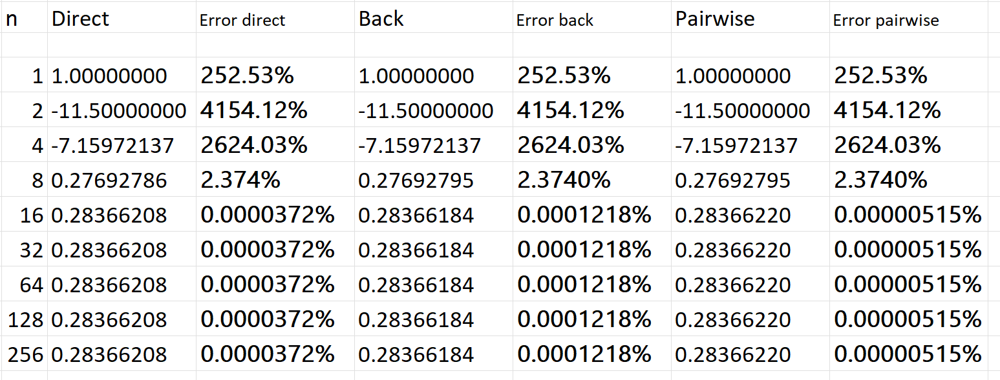 n Direct Error direct Back Error back Pairwise Error pairwise
1 1.00000000 252.53% 1.00000000 252.53% 1.00000000 252.53%
2 -11.50000000 4154.12% -11.50000000 4154.12% -11.50000000 4154.12%
4 -7.15972137 2624.03% -7.15972137 2624.03% -7.15972137 2624.03%
8 0.27692786 2.374% 0.27692795 2.3740% 0.27692795 2.3740%
16 0.28366208 0.0000372% 0.28366184 0.0001218% 0.28366220 0.00000515%
32 0.28366208 0.0000372% 0.28366184 0.0001218% 0.28366220 0.00000515%
64 0.28366208 0.0000372% 0.28366184 0.0001218% 0.28366220 0.00000515%
128 0.28366208 0.0000372% 0.28366184 0.0001218% 0.28366220 0.00000515%
256 0.28366208 0.0000372% 0.28366184 0.0001218% 0.28366220 0.00000515%